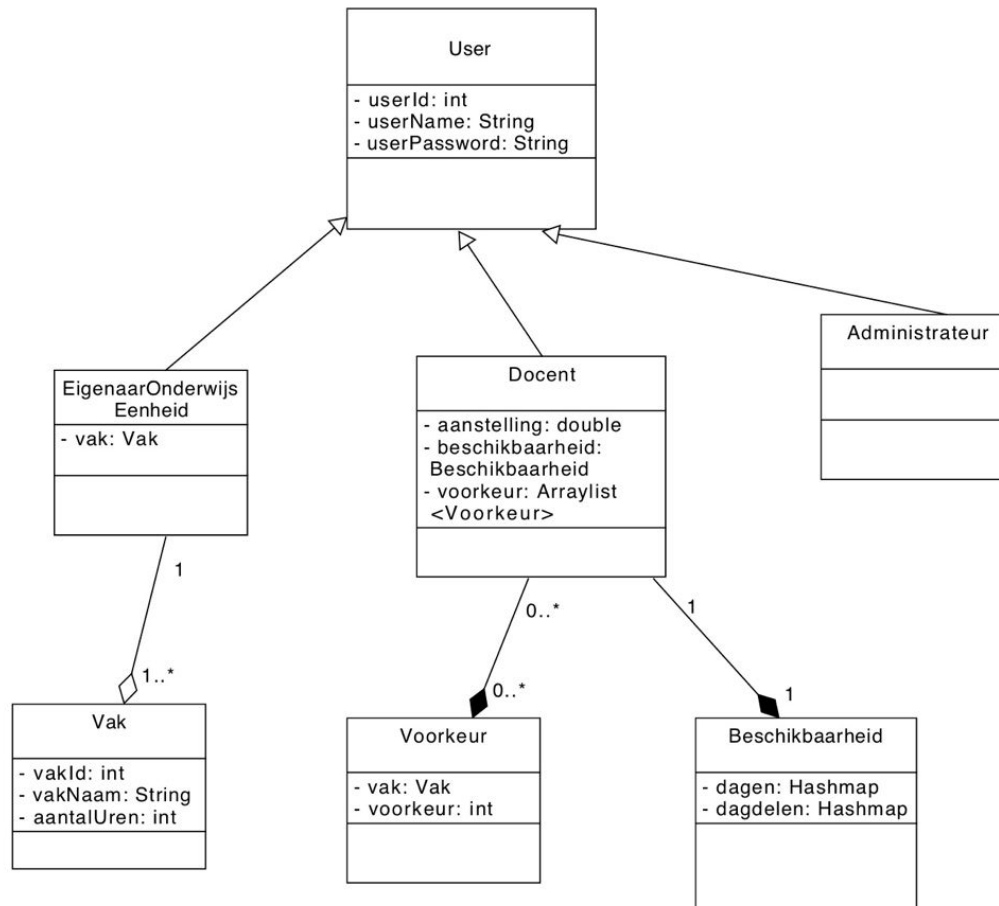 User
- userId: int
- userName: String
- userPassword: String
Administrateur
EigenaarOnderwijs
Eenheid
- vak: Vak
Docent
- aanstelling: double
- beschikbaarheid:
Beschikbaarheid
- voorkeur: Arraylist
<Voorkeur>
1
1..*
0..*
0..*
1
1
Vak
- vakId: int
- vakNaam: String
- aantalUren: int
Voorkeur
- vak: Vak
- voorkeur: int
Beschikbaarheid
- dagen: Hashmap
- dagdelen: Hashmap